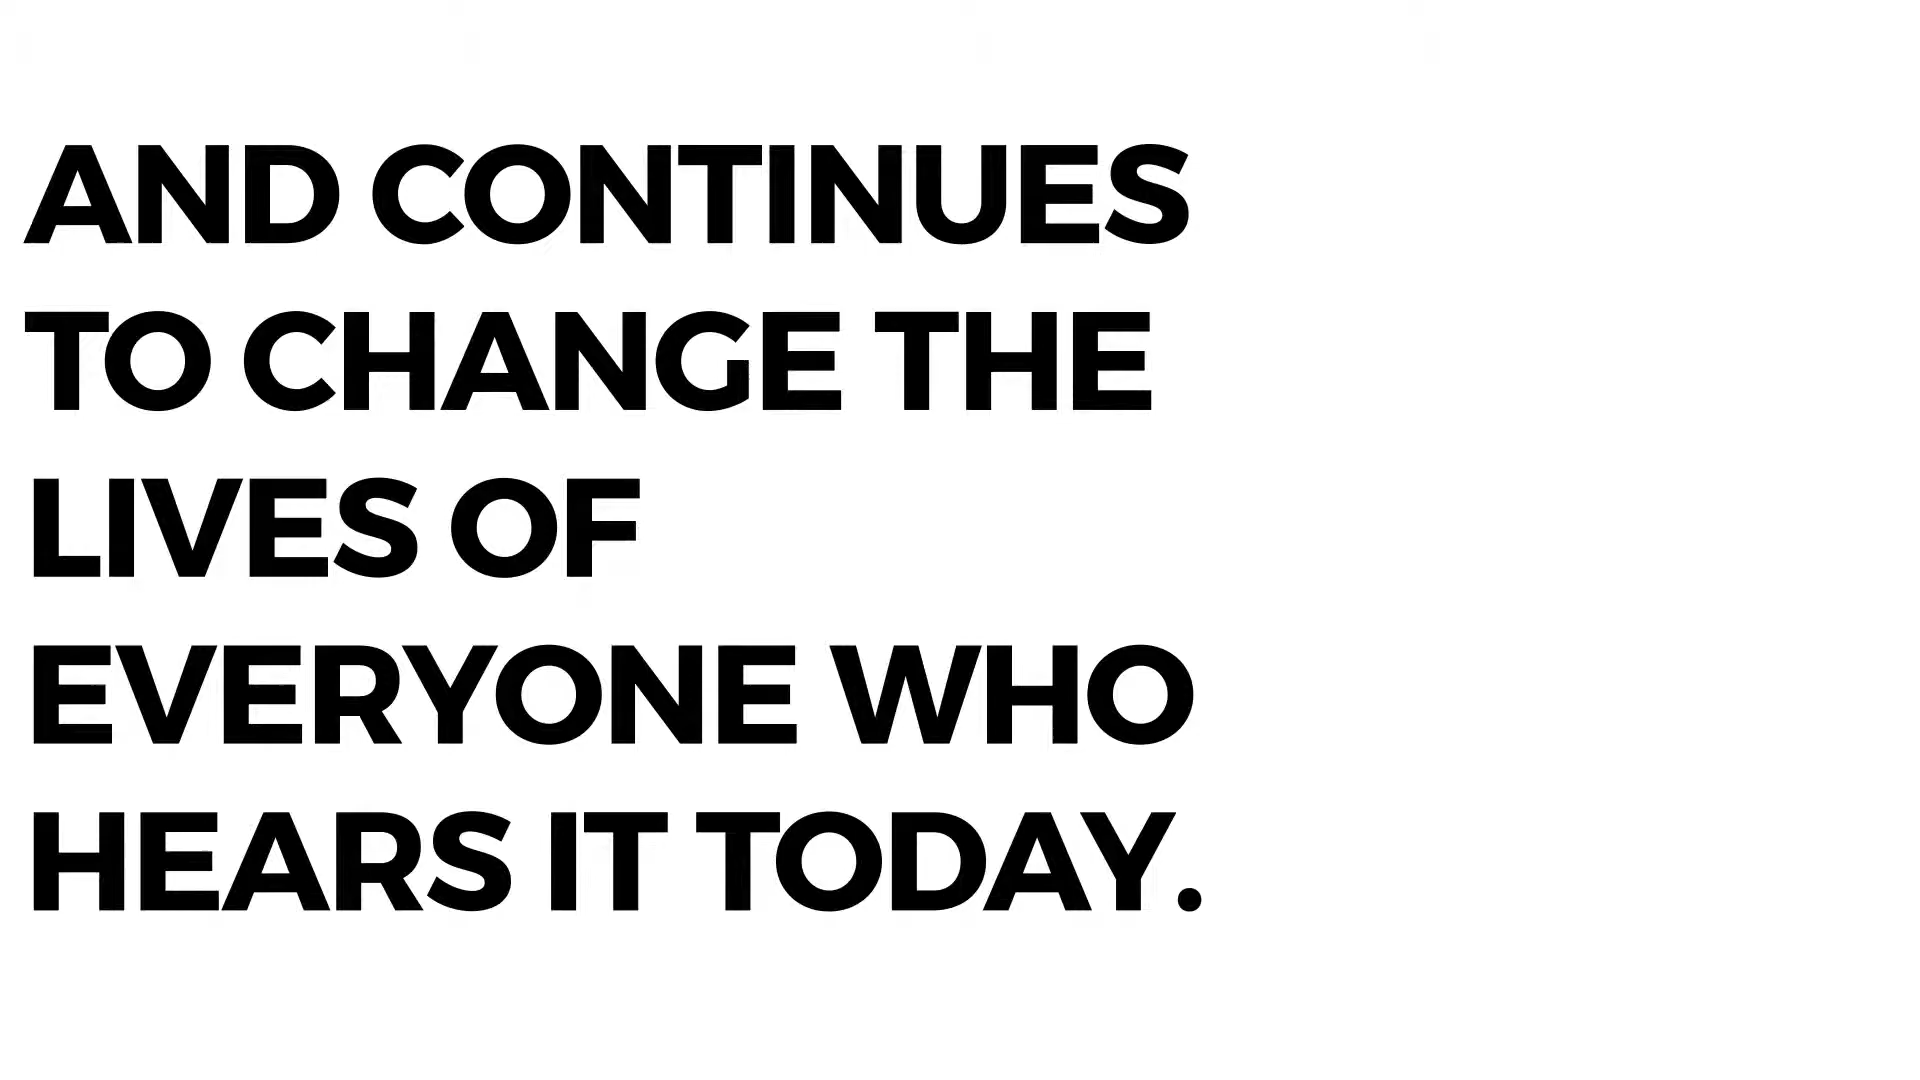 AND CONTINUES
TO CHANGE THE
LIVES OF
EVERYONE WHO
HEARS IT TODAY.